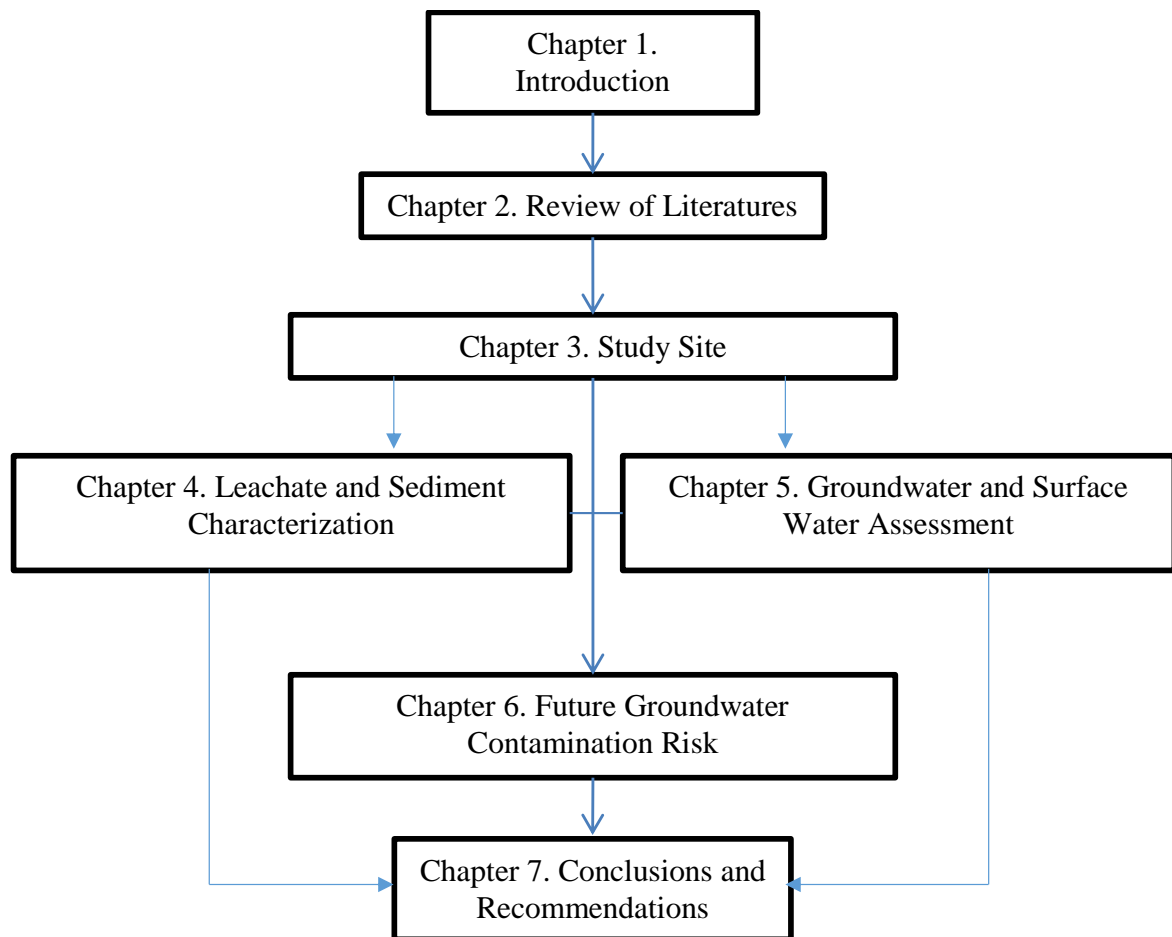 Chapter 1.
Introduction
Chapter 2. Review of Literatures
Chapter 3. Study Site
Chapter 4. Leachate and Sediment
Characterization
Chapter 5. Groundwater and Surface
Water Assessment
Chapter 6. Future Groundwater
Contamination Risk
Chapter 7. Conclusions and
Recommendations